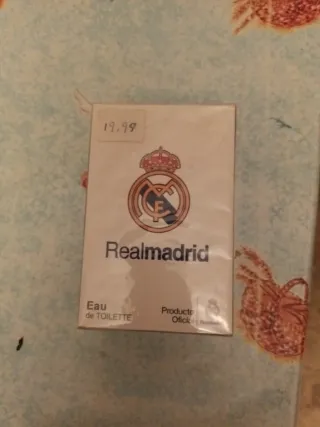 19.99
Realmadrid
Eau
de TOILETTE
Producto
Oficial